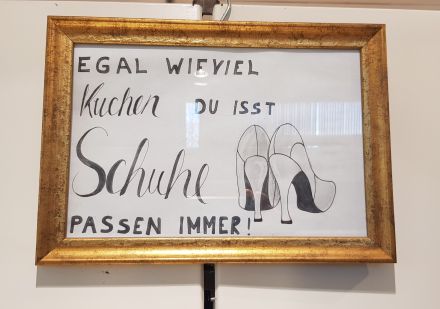 EGAL WIEVIEL
Kuchen DU ISST
Schuhe
PASSEN IMMER!